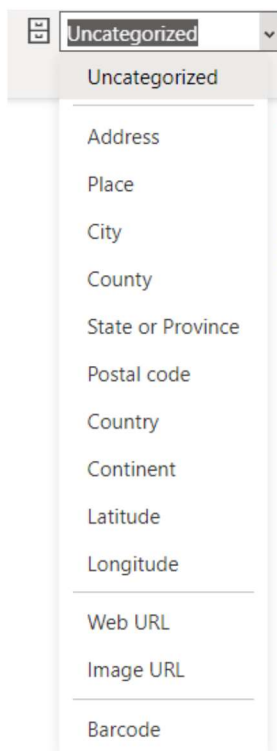 Uncategorized
Uncategorized
Address
Place
City
County
State or Province
Postal code
Country
Continent
Latitude
Longitude
Web URL
Image URL
Barcode